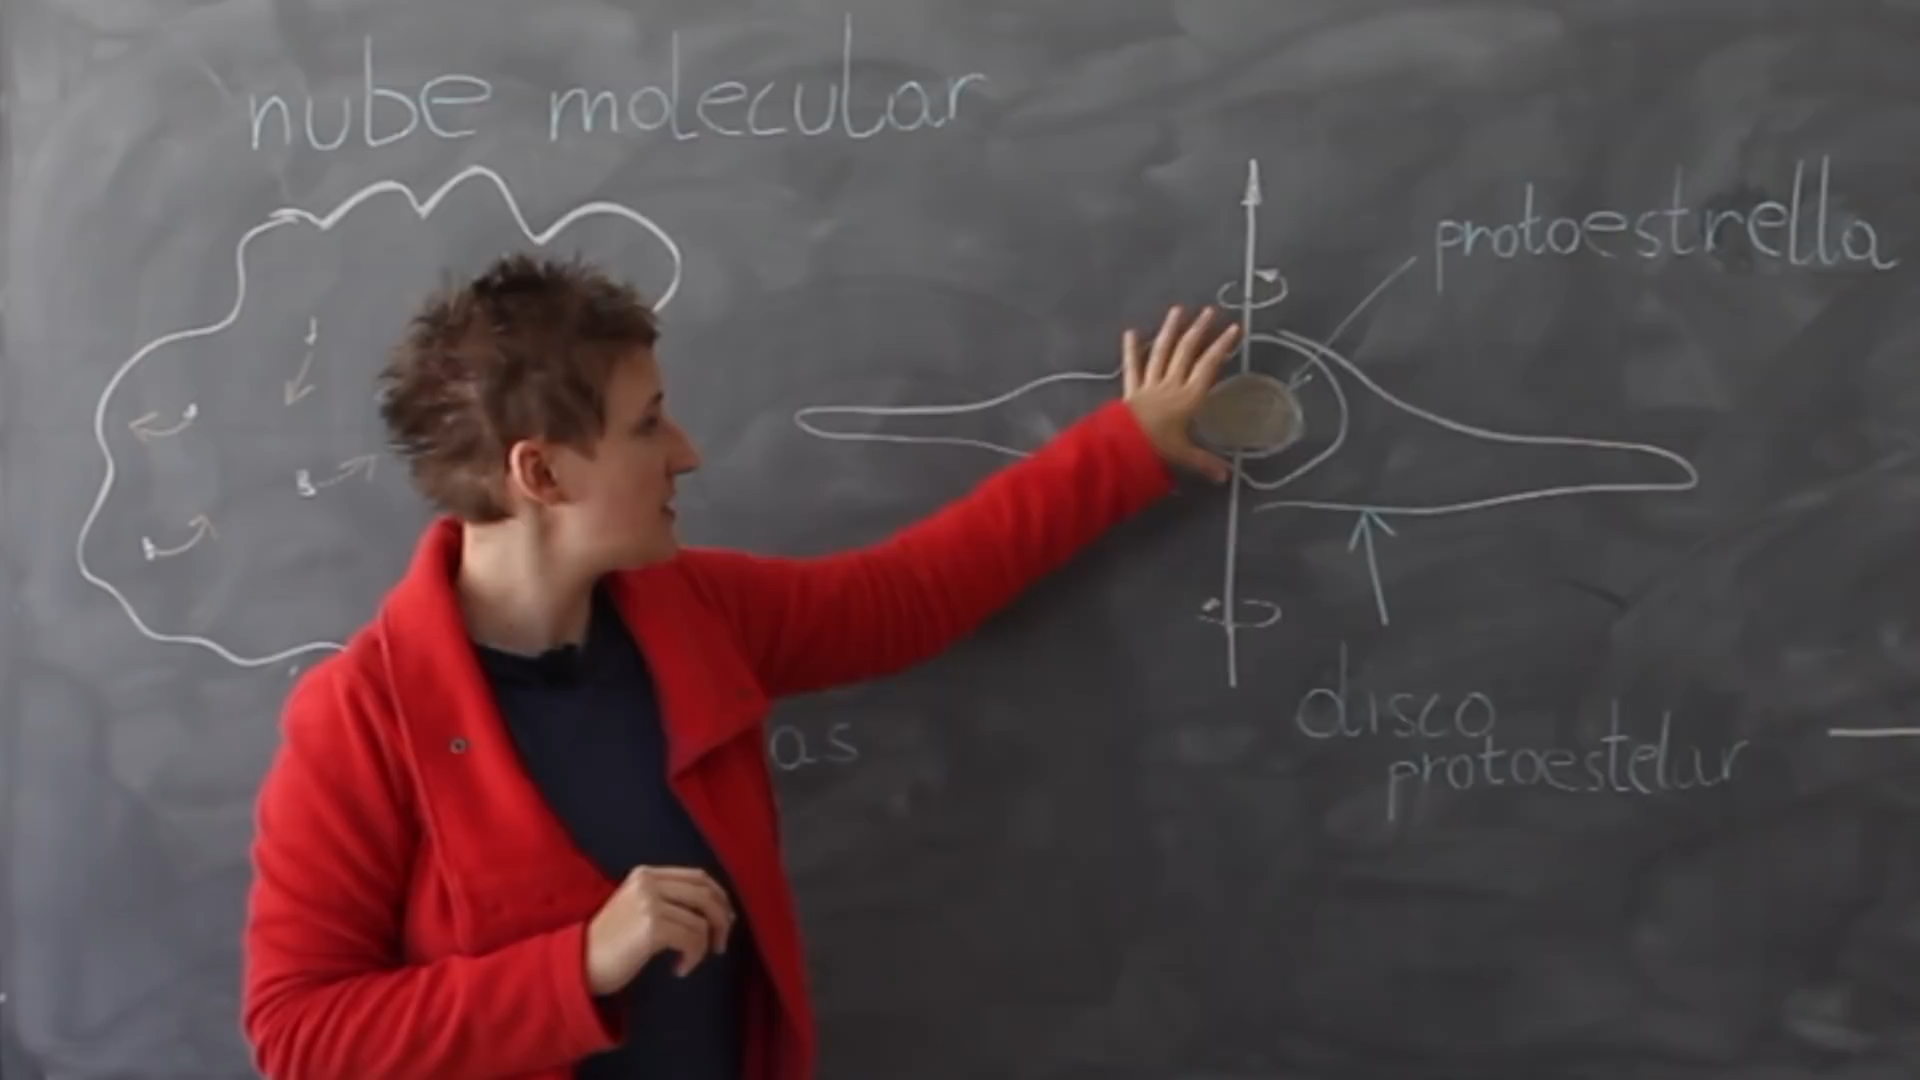 nube molecular
protoestrella
as
disco
protoestelar